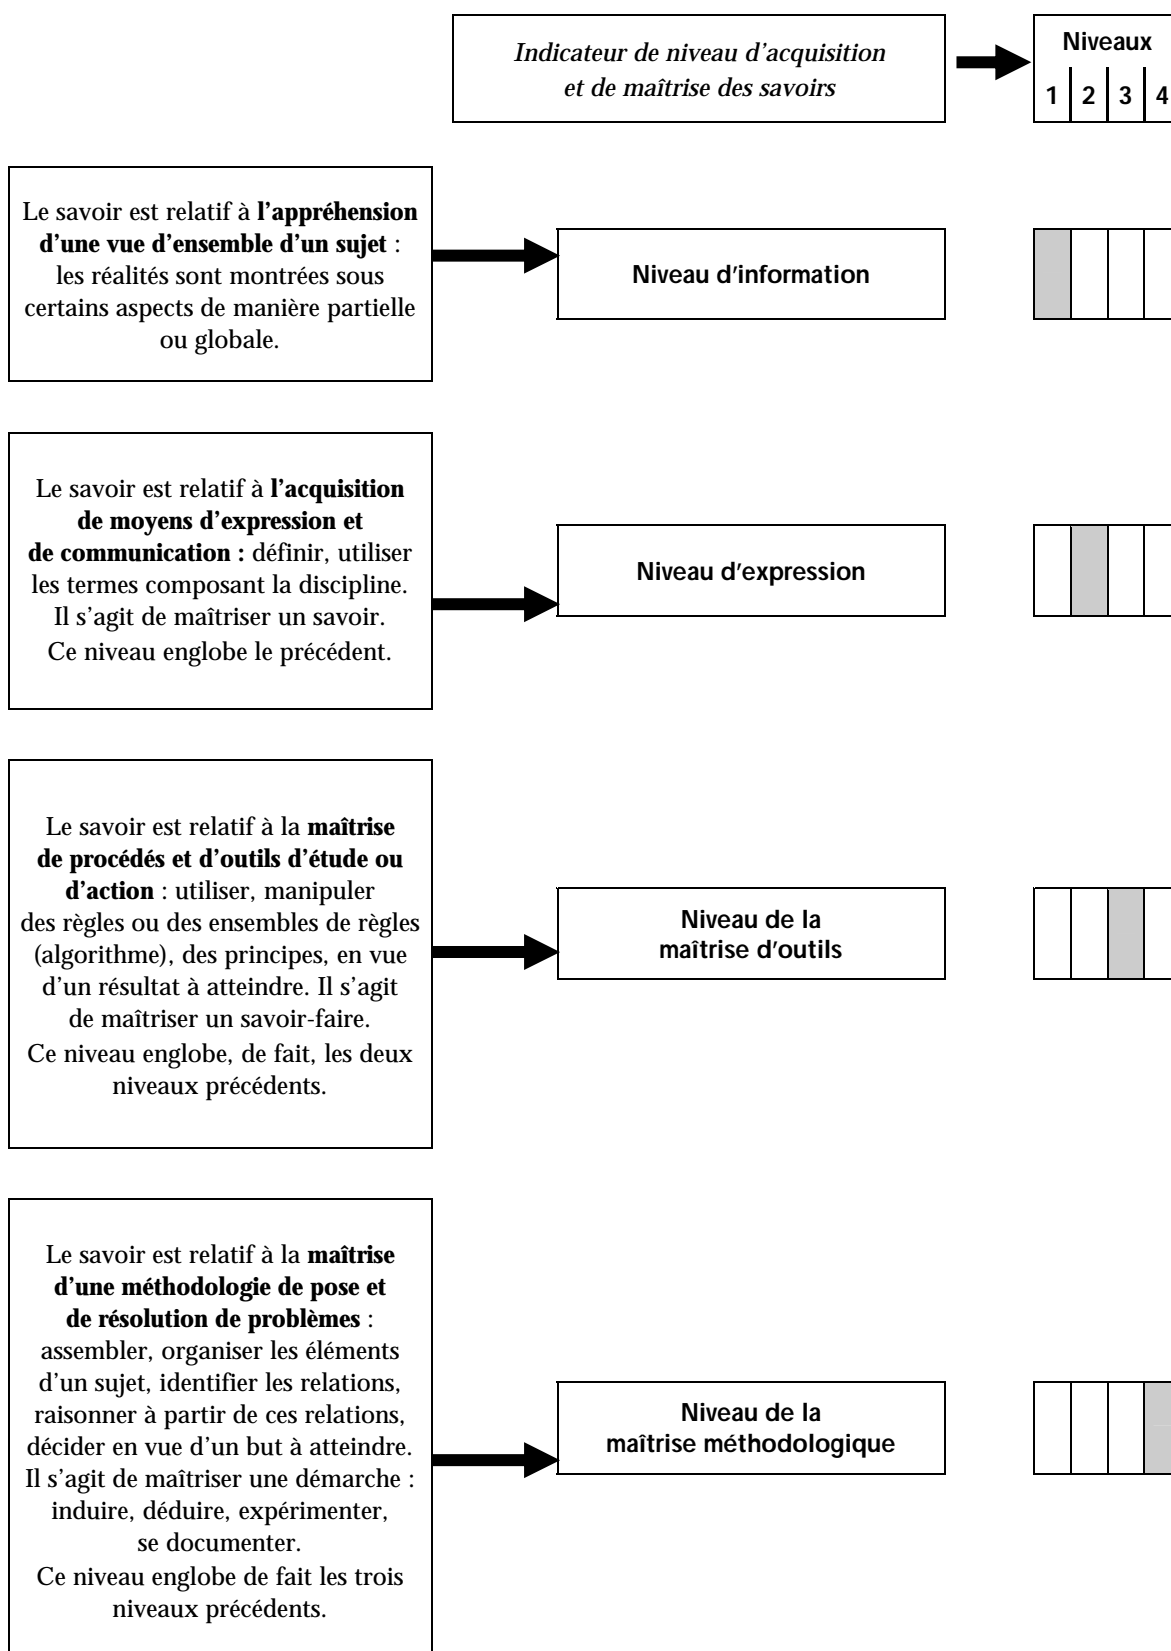 Indicateur de niveau d'acquisition
et de maîtrise des savoirs
Niveaux
1 2 3 4
Le savoir est relatif à l'appréhension
d'une vue d'ensemble d'un sujet :
les réalités sont montrées sous
certains aspects de manière partielle
ou globale.
Niveau d'information
Le savoir est relatif à l'acquisition
de moyens d'expression et
de communication : définir, utiliser
les termes composant la discipline.
Il s'agit de maîtriser un savoir.
Ce niveau englobe le précédent.
Niveau d'expression
Le savoir est relatif à la maîtrise
de procédés et d'outils d'étude ou
d'action : utiliser, manipuler
des règles ou des ensembles de règles
(algorithme), des principes, en vue
d'un résultat à atteindre. Il s'agit
de maîtriser un savoir-faire.
Ce niveau englobe, de fait, les deux
niveaux précédents.
Niveau de la
maîtrise d'outils
Le savoir est relatif à la maîtrise
d'une méthodologie de pose et
de résolution de problèmes :
assembler, organiser les éléments
d'un sujet, identifier les relations,
raisonner à partir de ces relations,
décider en vue d'un but à atteindre.
Il s'agit de maîtriser une démarche :
induire, déduire, expérimenter,
se documenter.
Ce niveau englobe de fait les trois
niveaux précédents.
Niveau de la
maîtrise méthodologique